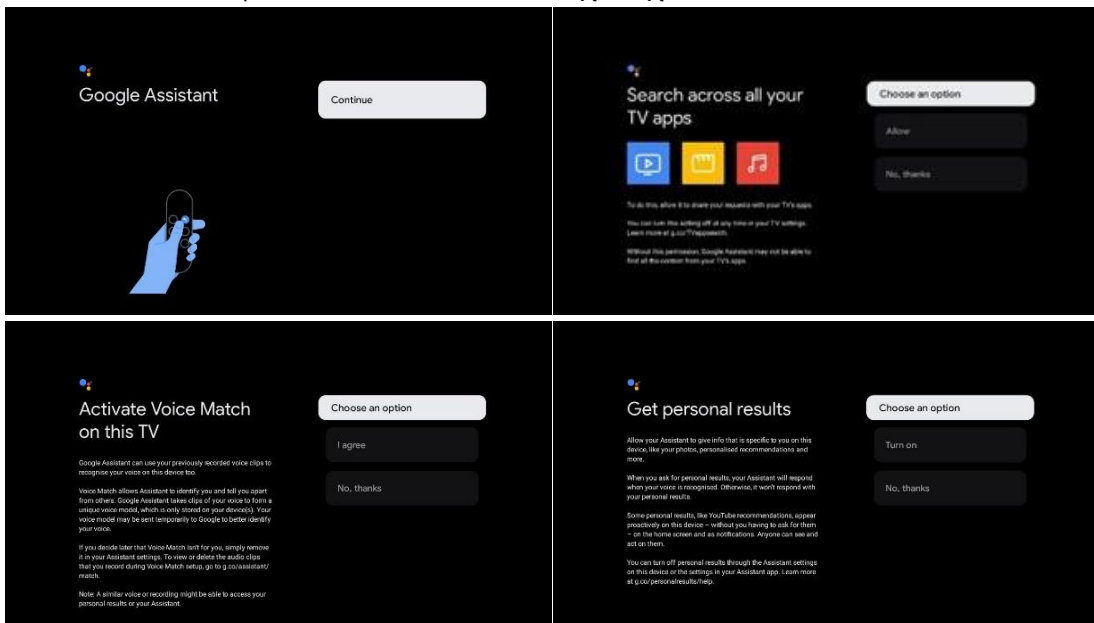 Google Assistant
Continue
Search across all your
TV apps
Choose an option
Allow
No, thanks
To do this, allow it to share your requests with your TV's apps.
You can turn this setting off at any time in your TV settings.
Learn more at
Without this permission, Google Assistant may not be able to
find all the content from your TV's apps.
Activate Voice Match
on this TV
Google Assistant can use your previously recorded voice clips to
recognise your voice on this device too.
Voice Match allows Assistant to identify you and tell you apart
from others. Google Assistant takes clips of your voice to form a
unique voice model, which is only stored on your device(s). Your
voice model may be sent temporarily to Google to better identify
your voice.
If you decide later that Voice Match isn't for you, simply remove
it in your Assistant settings. To view or delete the audio clips
that you record during Voice Match setup, go to g.co/assistant/
match.
Note: A similar voice or recording might be able to access your
personal results or your Assistant.
Choose an option
I agree
No, thanks
Get personal results
Allow your Assistant to give info that is specific to you on this
device, like your photos, personalised recommendations and
more.
When you ask for personal results, your Assistant will respond
when your voice is recognised. Otherwise, it won't respond with
your personal results.
Some personal results, like YouTube recommendations, appear
proactively on this device – without you having to ask for them
– on the home screen and as notifications. Anyone can see and
act on them.
You can turn off personal results through the Assistant settings
on this device or the settings in your Assistant app. Learn more
at g.co/personalresults/help.
Choose an option
Turn on
No, thanks